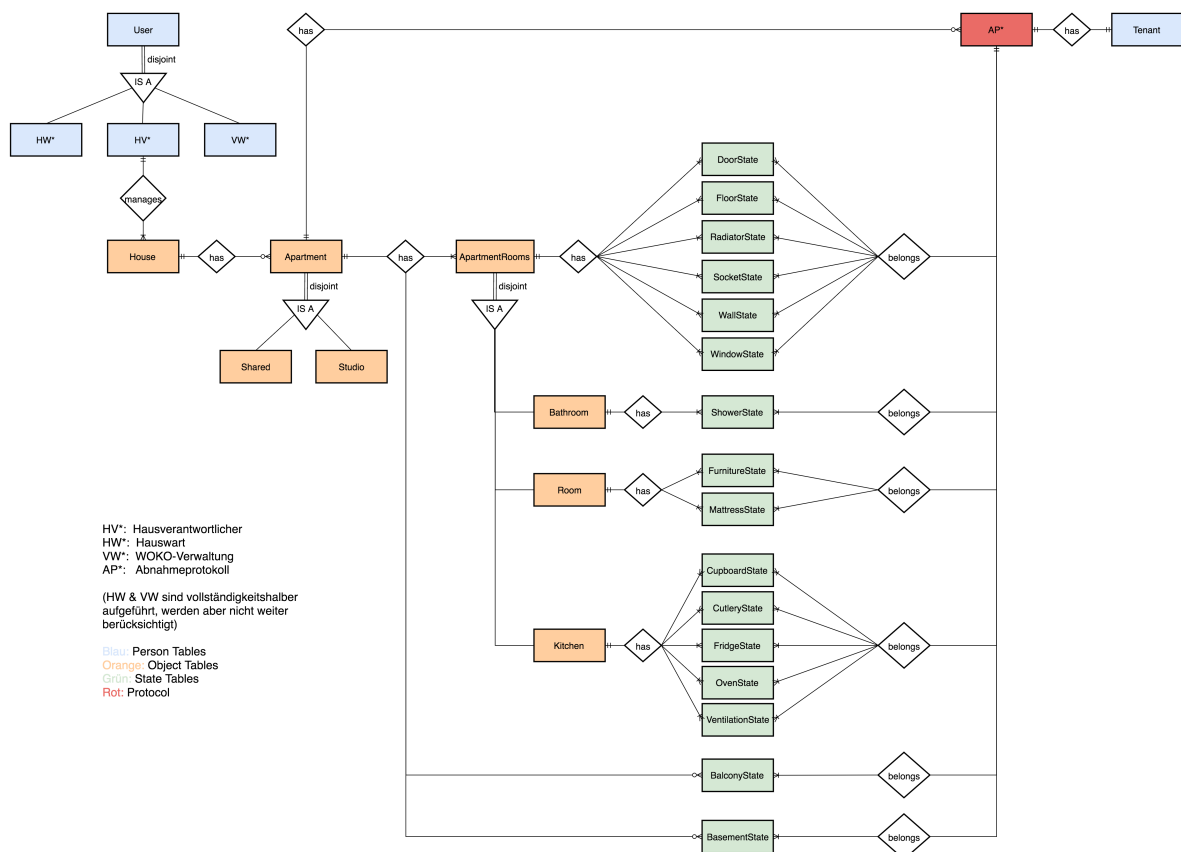 User
has
AP*
has
Tenant
disjoint
IS A
HW*
HV*
VW*
manages
House
has
Apartment
has
ApartmentRooms
has
disjoint
IS A
Shared
Studio
disjoint
IS A
DoorState
FloorState
RadiatorState
SocketState
WallState
WindowState
belongs
Bathroom
has
ShowerState
belongs
Room
has
FurnitureState
MattressState
belongs
Kitchen
has
CupboardState
CutleryState
FridgeState
OvenState
VentilationState
belongs
BalconyState
belongs
BasementState
belongs
HV*: Hausverantwortlicher
HW*: Hauswart
VW*: WOKO-Verwaltung
AP*: Abnahmeprotokoll
(HW & VW sind vollständigkeitshalber
aufgeführt, werden aber nicht weiter
berücksichtigt)
Blau: Person Tables
Orange: Object Tables
Grün: State Tables
Rot: Protocol